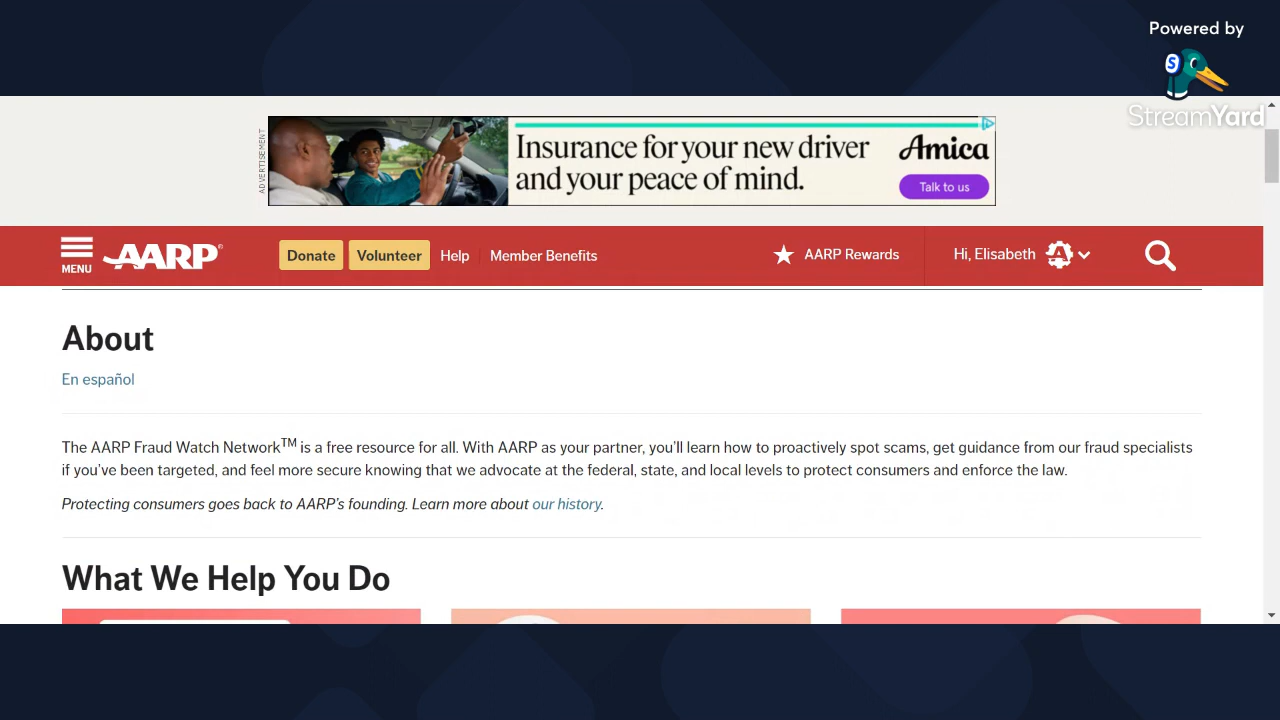 Powered by
StreamYard
ADVERTISEMENT
Insurance for your new driver
and your peace of mind.
Amica
Talk to us
MENU
AARP®
Donate
Volunteer
Help
Member Benefits
AARP Rewards
Hi, Elisabeth
About
En español
The AARP Fraud Watch Network™ is a free resource for all. With AARP as your partner, you'll learn how to proactively spot scams, get guidance from our fraud specialists
if you've been targeted, and feel more secure knowing that we advocate at the federal, state, and local levels to protect consumers and enforce the law.
Protecting consumers goes back to AARP's founding. Learn more about our history.
What We Help You Do